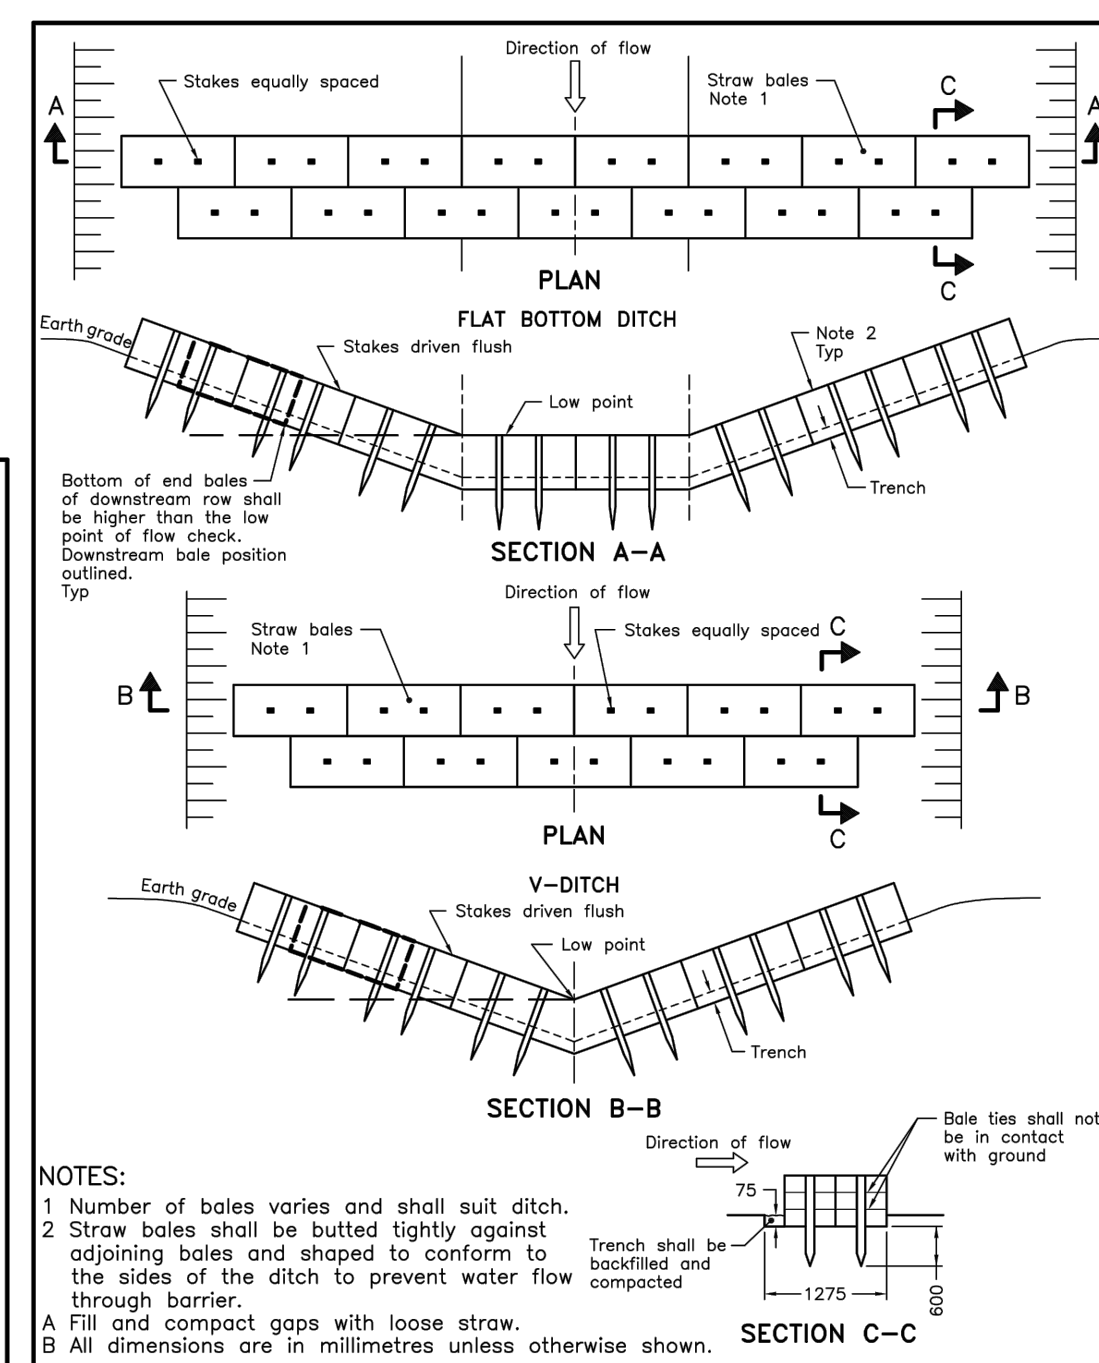 Direction of flow
Stakes equally spaced
Straw bales
Note 1
C
A
A
C
PLAN
FLAT BOTTOM DITCH
Earth grade
Stakes driven flush
Note 2
Typ
Low point
Trench
Bottom of end bales
of downstream row shall
be higher than the low
point of flow check.
Downstream bale position
outlined.
Typ
SECTION A-A
Direction of flow
Straw bales
Note 1
Stakes equally spaced
C
B
B
C
PLAN
V-DITCH
Earth grade
Stakes driven flush
Low point
Trench
SECTION B-B
Direction of flow
Bale ties shall not
be in contact
with ground
75
Trench shall be
backfilled and
compacted
1275
600
SECTION C-C
NOTES:
1 Number of bales varies and shall suit ditch.
2 Straw bales shall be butted tightly against
adjoining bales and shaped to conform to
the sides of the ditch to prevent water flow
through barrier.
A Fill and compact gaps with loose straw.
B All dimensions are in millimetres unless otherwise shown.